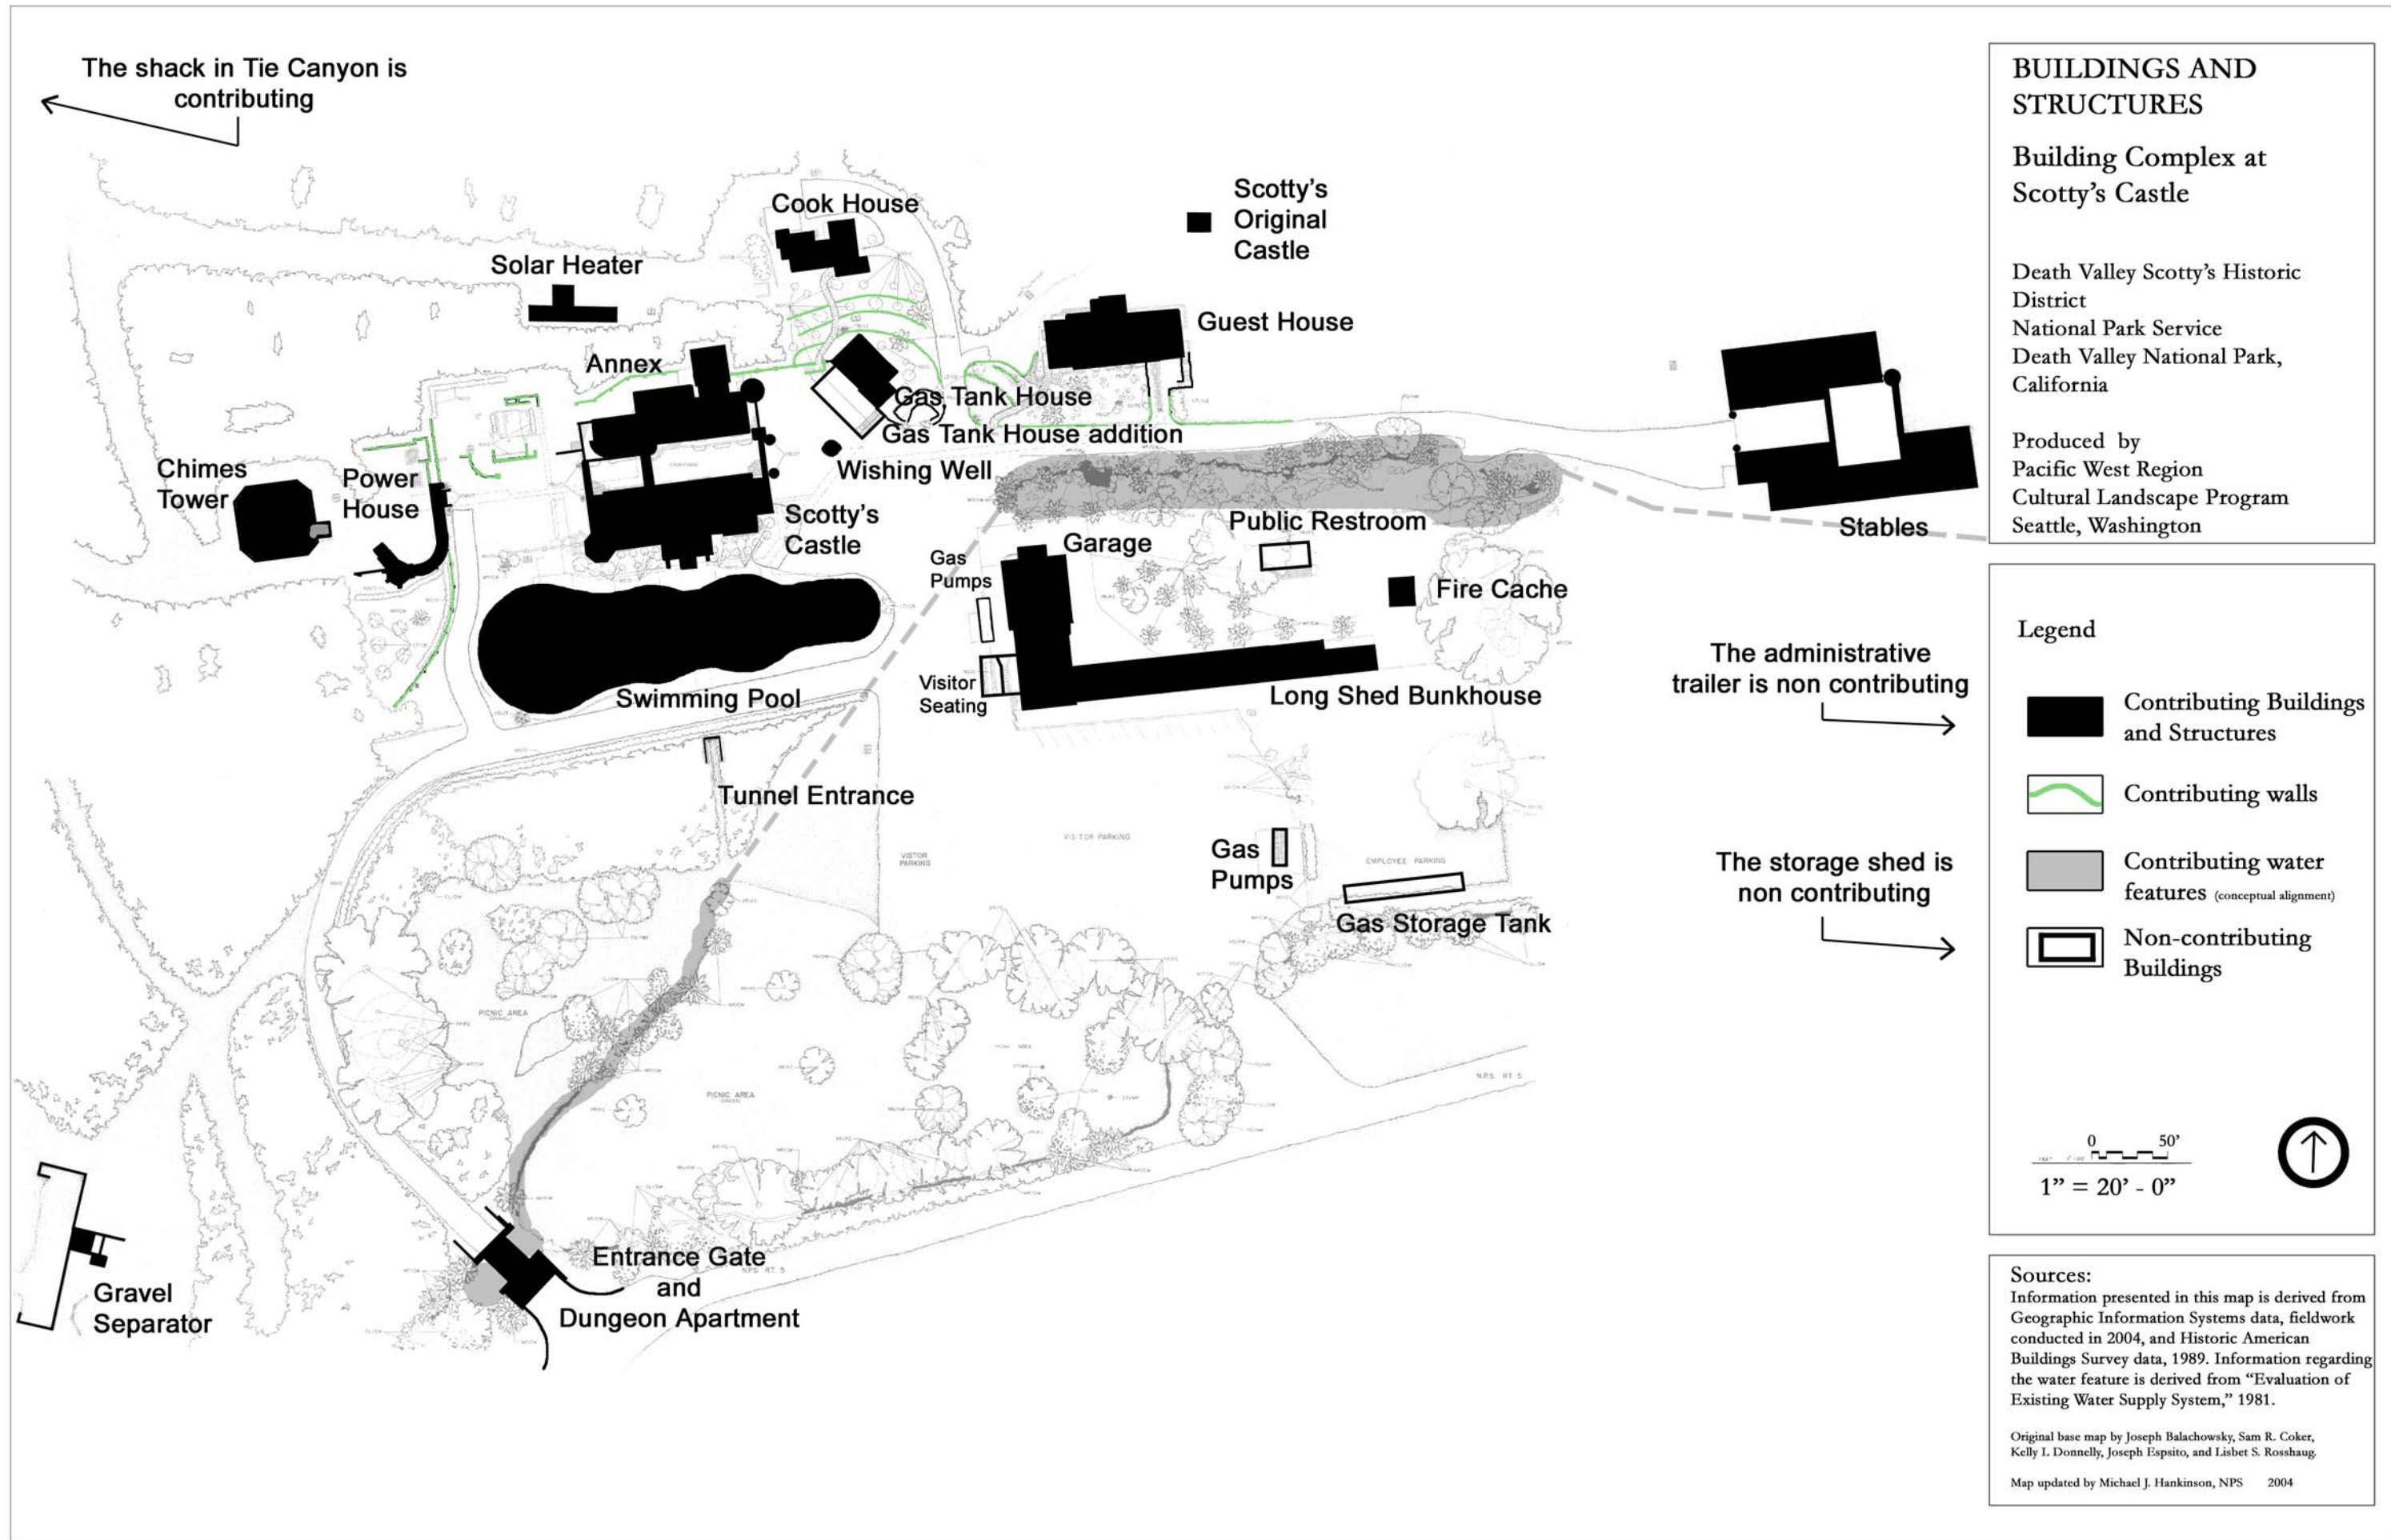 The shack in Tie Canyon is
contributing
Cook House
Scotty's
Original
Castle
Solar Heater
Guest House
Annex
Gas Tank House
Gas Tank House addition
Chimes
Tower
Power
House
Wishing Well
Scotty's
Castle
Public Restroom
Stables
Garage
Gas
Pumps
Fire Cache
Visitor
Seating
Long Shed Bunkhouse
Swimming Pool
The administrative
trailer is non contributing
Tunnel Entrance
VISITOR PARKING
VISTOR
PARKING
Gas
Pumps
EMPLOYEE PARKING
The storage shed is
non contributing
Gas Storage Tank
PICNIC AREA
PICNIC AREA
PICNIC AREA
N.P.S. RT. 5
Entrance Gate
and
Dungeon Apartment
N.P.S. RT. 5
Gravel
Separator
BUILDINGS AND
STRUCTURES
Building Complex at
Scotty's Castle
Death Valley Scotty's Historic
District
National Park Service
Death Valley National Park,
California
Produced by
Pacific West Region
Cultural Landscape Program
Seattle, Washington
Legend
Contributing Buildings
and Structures
Contributing walls
Contributing water
features (conceptual alignment)
Non-contributing
Buildings
0 50'
1" = 20' - 0"
Sources:
Information presented in this map is derived from
Geographic Information Systems data, fieldwork
conducted in 2004, and Historic American
Buildings Survey data, 1989. Information regarding
the water feature is derived from "Evaluation of
Existing Water Supply System," 1981.
Original base map by Joseph Balachowsky, Sam R. Coker,
Kelly L Donnelly, Joseph Espsito, and Lisbet S. Rosshaug.
Map updated by Michael J. Hankinson, NPS 2004